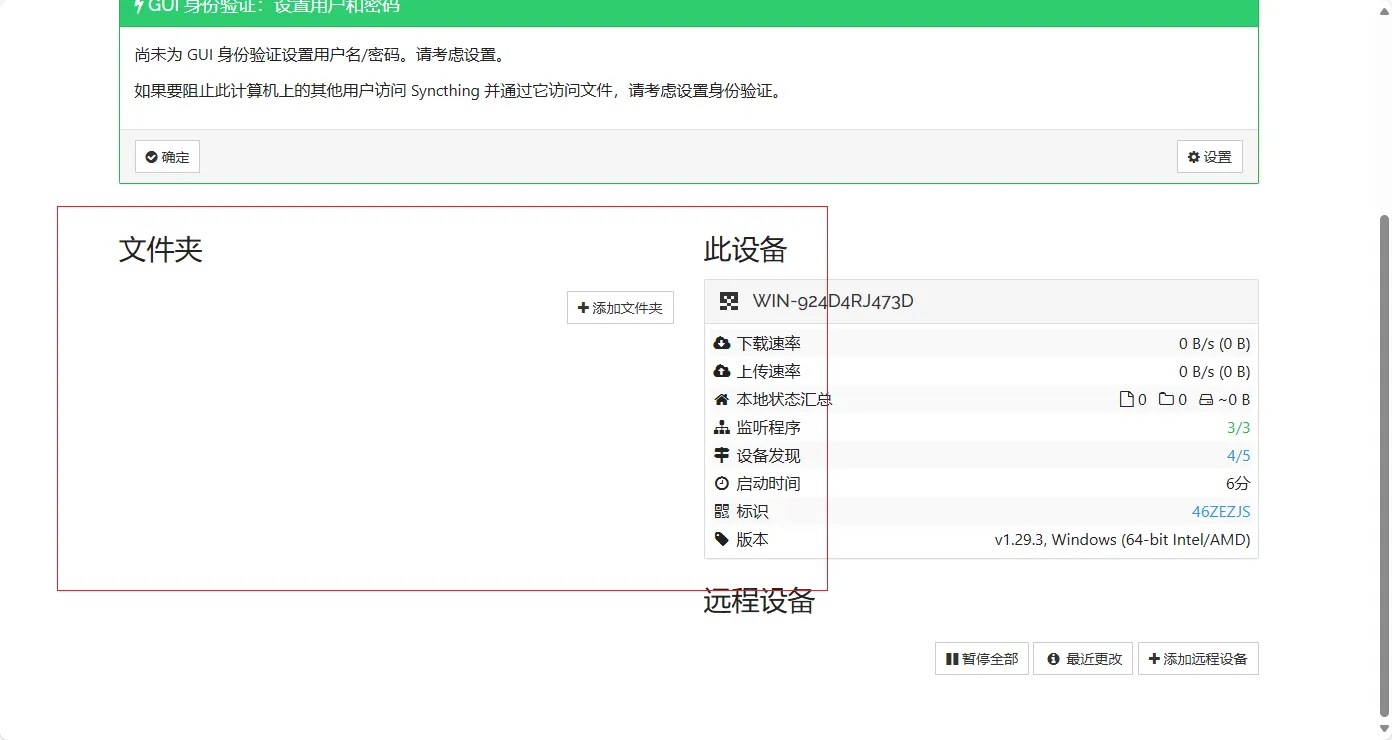 GUI 身份验证：设置用户和密码
尚未为 GUI 身份验证设置用户名/密码。请考虑设置。
如果要阻止此计算机上的其他用户访问 Syncthing 并通过它访问文件，请考虑设置身份验证。
确定
设置
文件夹
添加文件夹
此设备
WIN-924D4RJ473D
下载速率 0 B/s (0 B)
上传速率 0 B/s (0 B)
本地状态汇总 0 0 ~0 B
监听程序 3/3
设备发现 4/5
启动时间 6分
标识 46ZEZJS
版本 v1.29.3, Windows (64-bit Intel/AMD)
远程设备
暂停全部
最近更改
添加远程设备